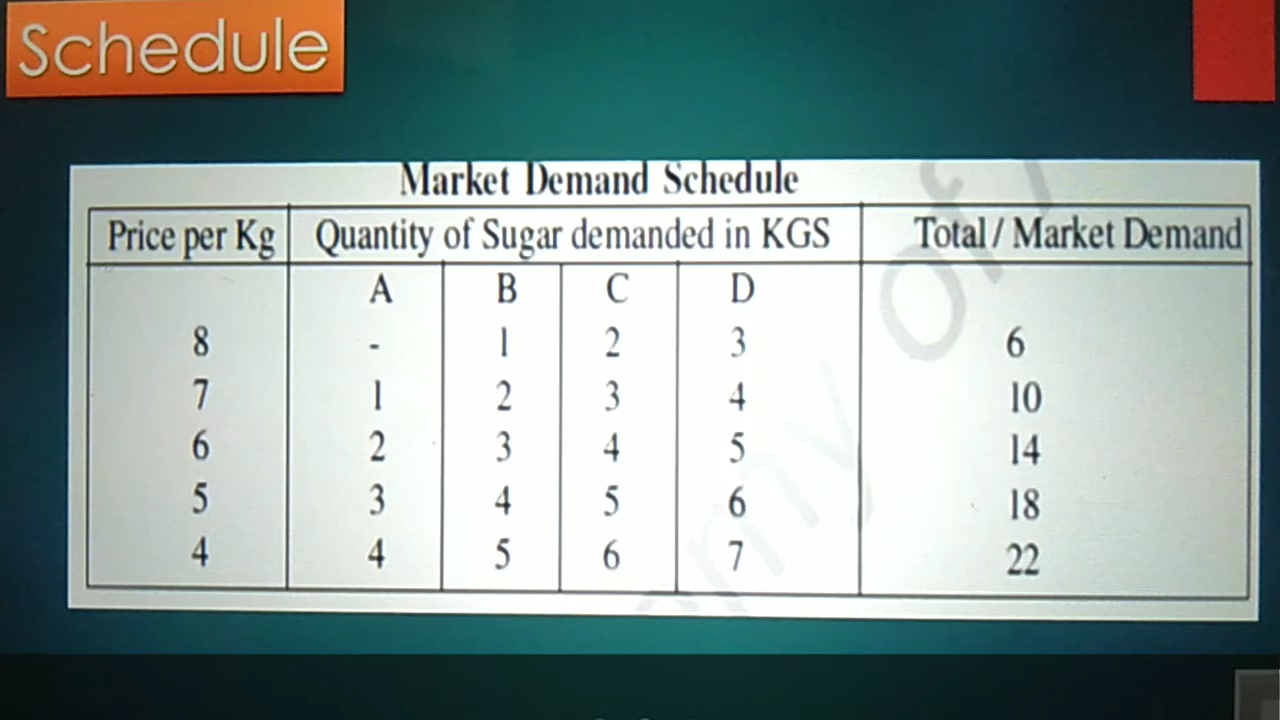 Schedule
Market Demand Schedule
Price per Kg Quantity of Sugar demanded in KGS Total / Market Demand
A B C D
8 - 1 2 3 6
7 1 2 3 4 10
6 2 3 4 5 14
5 3 4 5 6 18
4 4 5 6 7 22